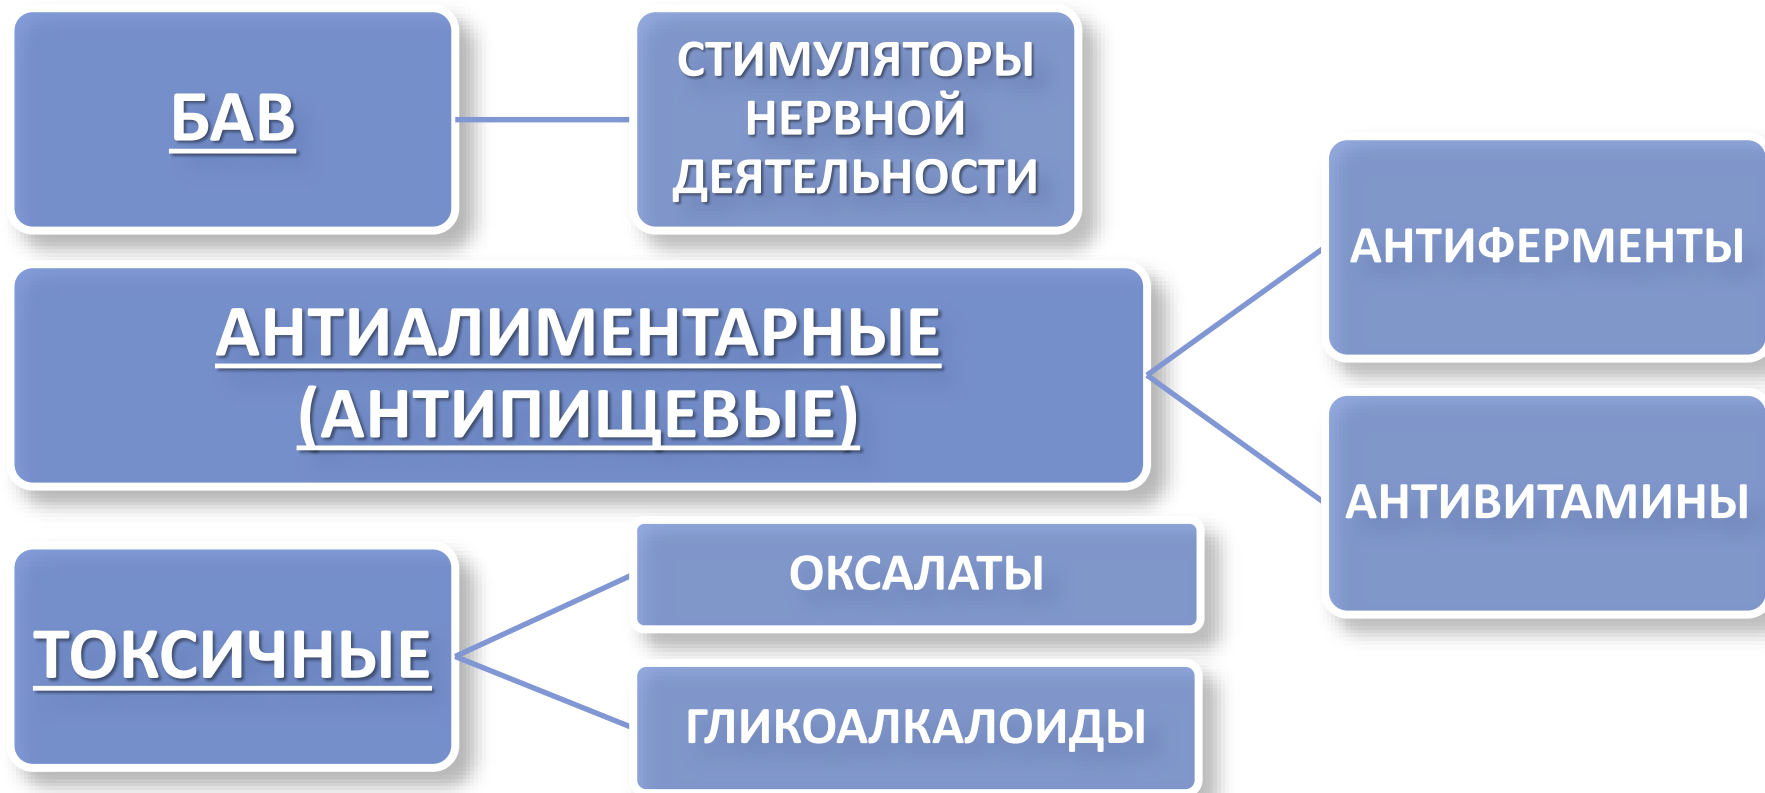 БАВ
СТИМУЛЯТОРЫ
НЕРВНОЙ
ДЕЯТЕЛЬНОСТИ
АНТИАЛИМЕНТАРНЫЕ
(АНТИПИЩЕВЫЕ)
АНТИФЕРМЕНТЫ
АНТИВИТАМИНЫ
ТОКСИЧНЫЕ
ОКСАЛАТЫ
ГЛИКОАЛКАЛОИДЫ